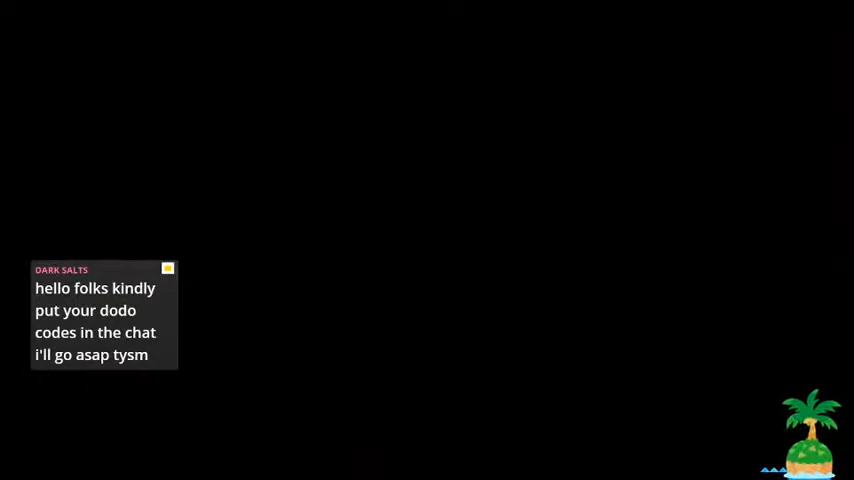 DARK SALTS
hello folks kindly
put your dodo
codes in the chat
i'll go asap tysm